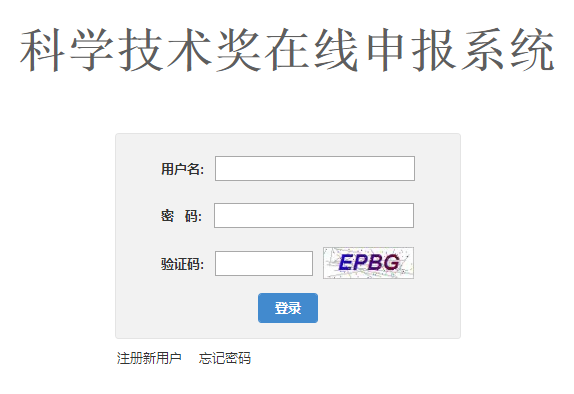 科学技术奖在线申报系统
用户名:
密 码:
验证码: EPBG
登录
注册新用户 忘记密码